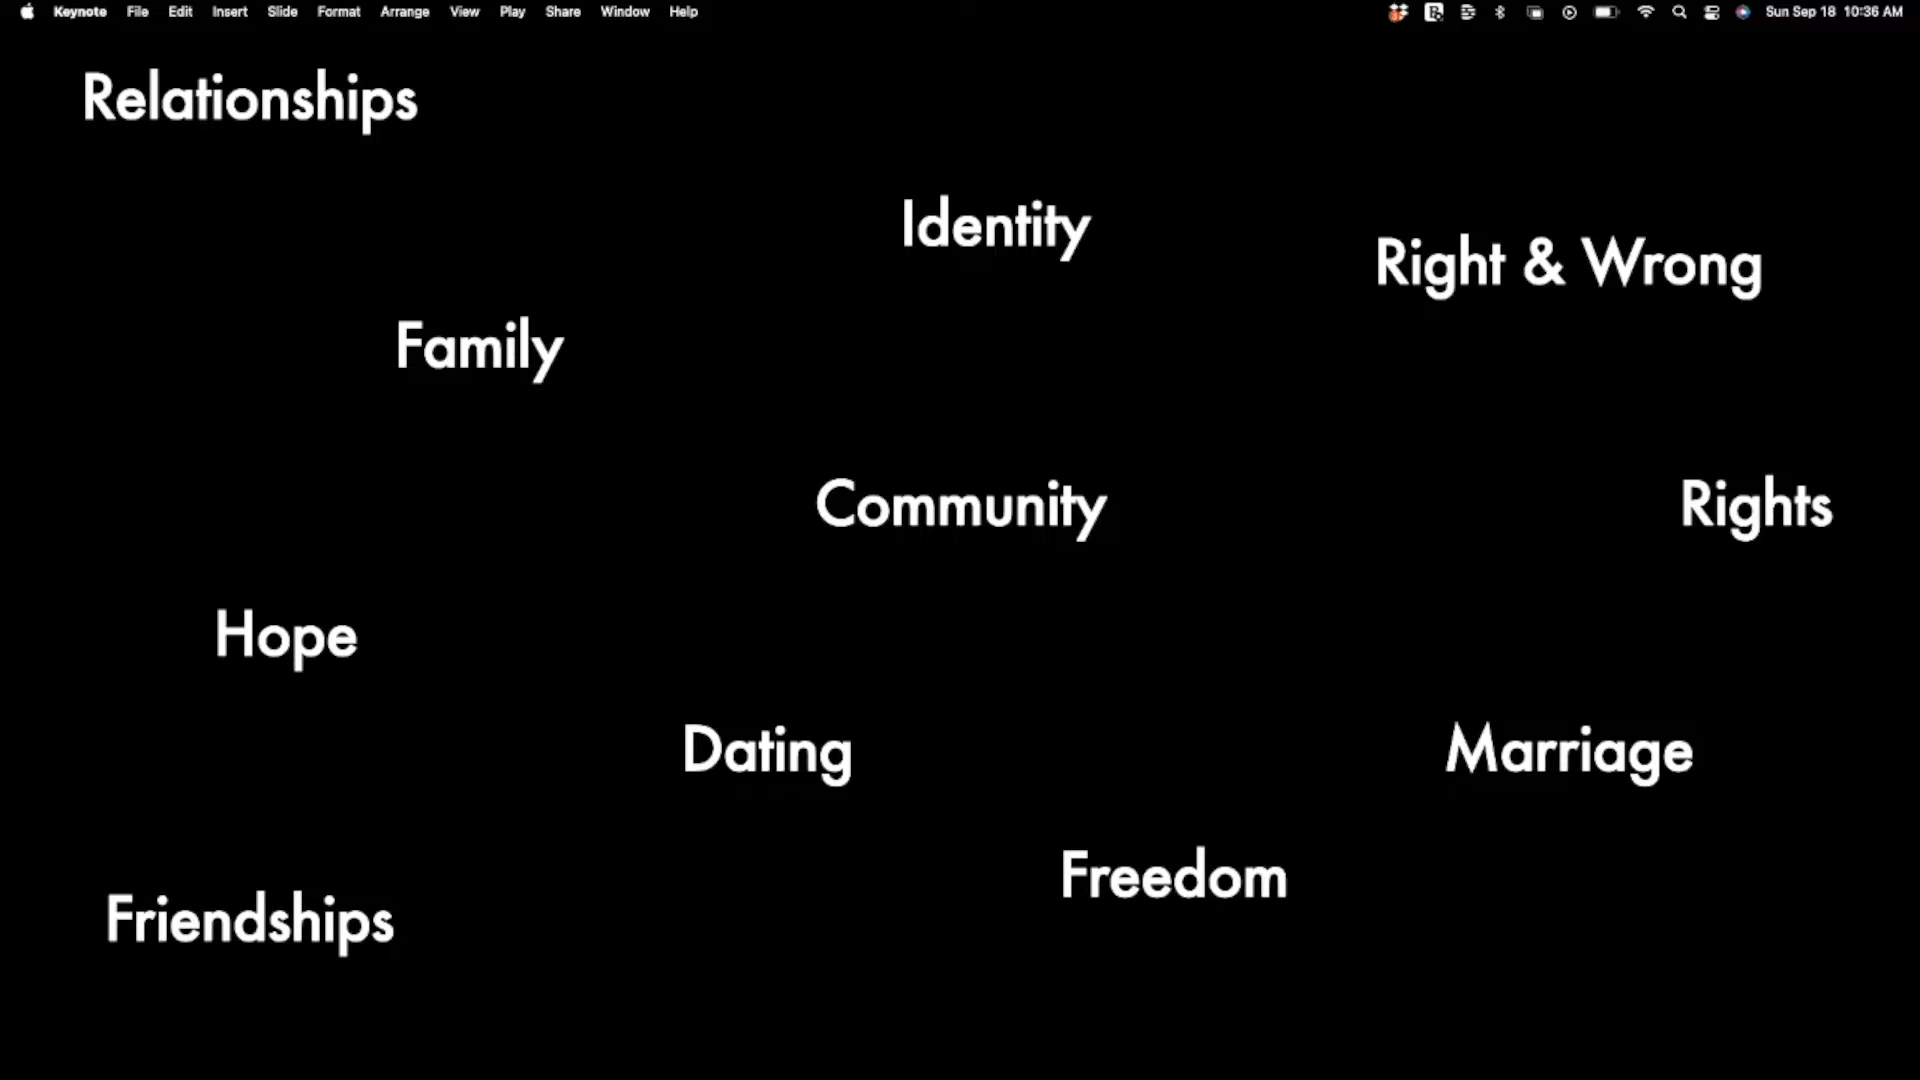 Keynote File Edit Insert Slide Format Arrange View Play Share Window Help Sun Sep 18 10:36 AM
Relationships
Identity
Right & Wrong
Family
Community
Rights
Hope
Dating
Marriage
Freedom
Friendships